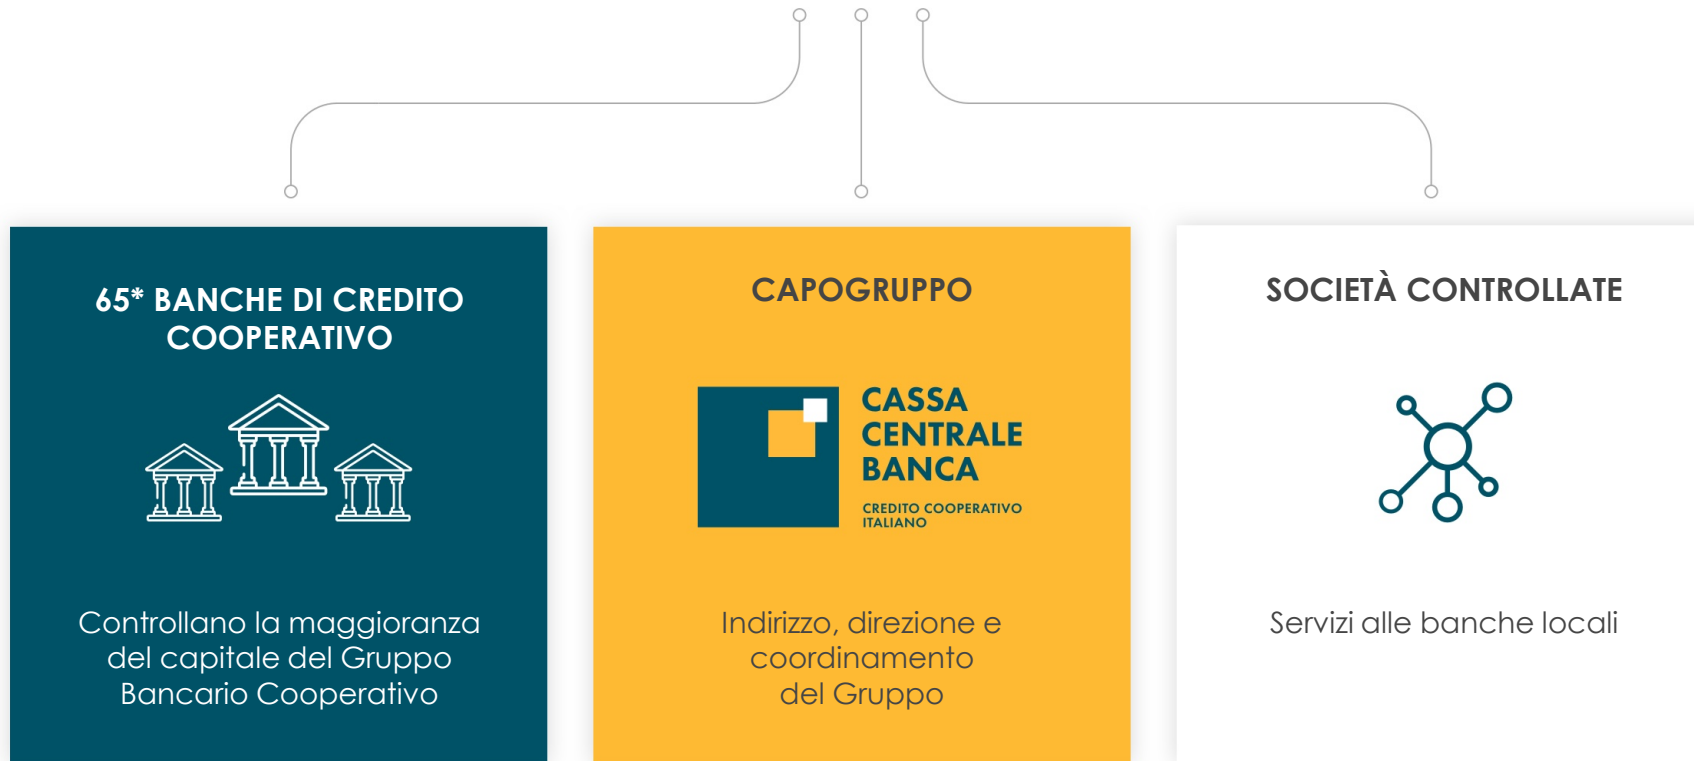 65* BANCHE DI CREDITO
COOPERATIVO
Controllano la maggioranza
del capitale del Gruppo
Bancario Cooperativo
CAPOGRUPPO
CASSA
CENTRALE
BANCA
CREDITO COOPERATIVO
ITALIANO
Indirizzo, direzione e
coordinamento
del Gruppo
SOCIETÀ CONTROLLATE
Servizi alle banche locali